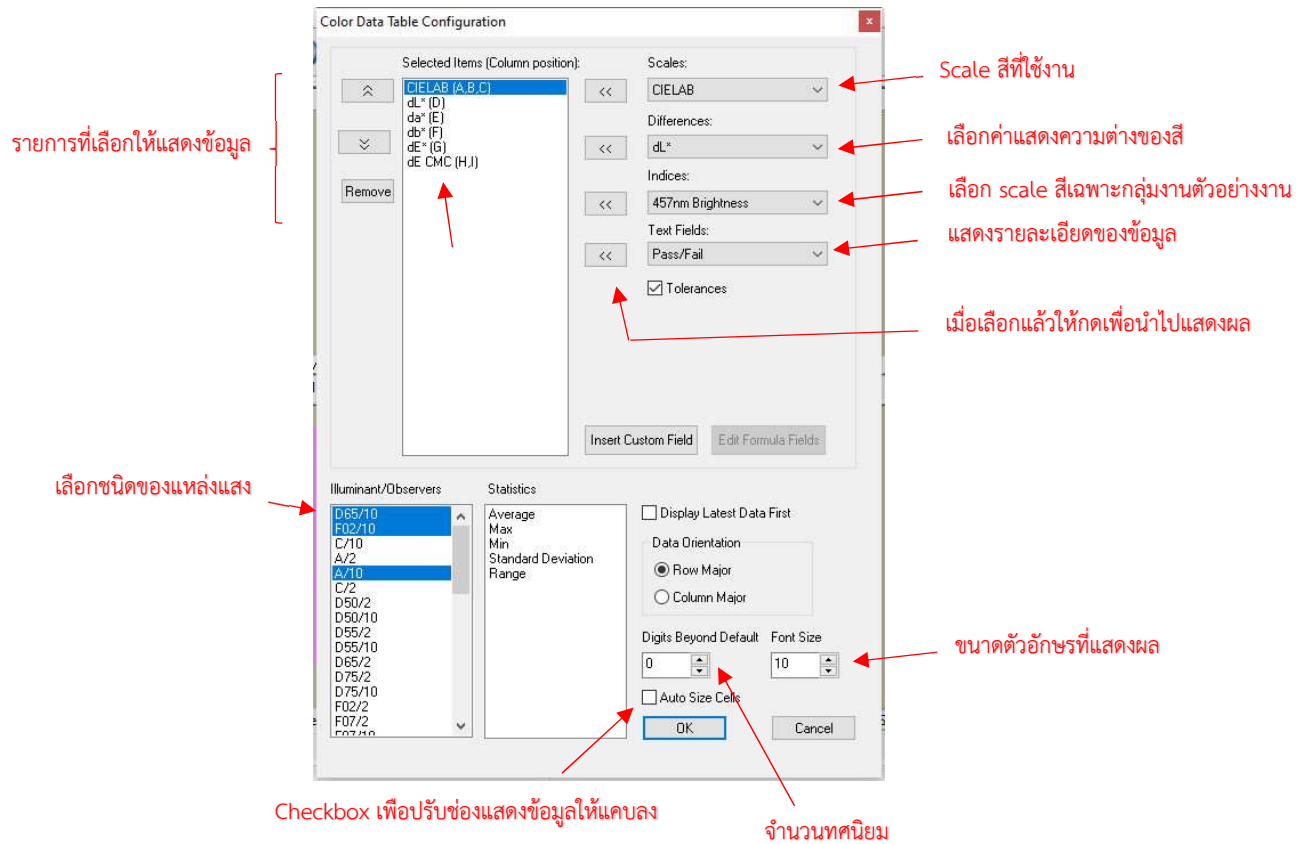 Color Data Table Configuration
x
Selected Items (Column position):
Scales:
CIELAB (A,B,C)
dL* (D)
da* (E)
db* (F)
dE* (G)
dE CMC (H,I)
Remove
<<
CIELAB
Differences:
<<
dL*
Indices:
<<
457nm Brightness
Text Fields:
<<
Pass/Fail
Tolerances
Insert Custom Field
Edit Formula Fields
Scale สีที่ใช้งาน
เลือกค่าแสดงความต่างของสี
เลือก scale สีเฉพาะกลุ่มงานตัวอย่างงาน
แสดงรายละเอียดของข้อมูล
เมื่อเลือกแล้วให้กดเพื่อนำไปแสดงผล
รายการที่เลือกให้แสดงข้อมูล
เลือกชนิดของแหล่งแสง
Illuminant/Observers
D65/10
F02/10
C/10
A/2
A/10
C/2
D50/2
D50/10
D55/2
D55/10
D65/2
D75/2
D75/10
F02/2
F07/2
F07/10
Statistics
Average
Max
Min
Standard Deviation
Range
Display Latest Data First
Data Orientation
Row Major
Column Major
Digits Beyond Default
Font Size
0
10
Auto Size Cells
OK
Cancel
ขนาดตัวอักษรที่แสดงผล
Checkbox เพื่อปรับช่องแสดงข้อมูลให้แคบลง
จำนวนทศนิยม